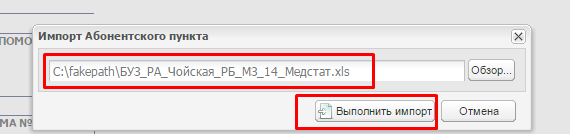 ПОМО
Импорт Абонентского пункта
C:\fakepath\БУЗ_РА_Чойская_РБ_МЗ_14_Медстат.xls
Обзор...
Выполнить импорт
Отмена
МА №